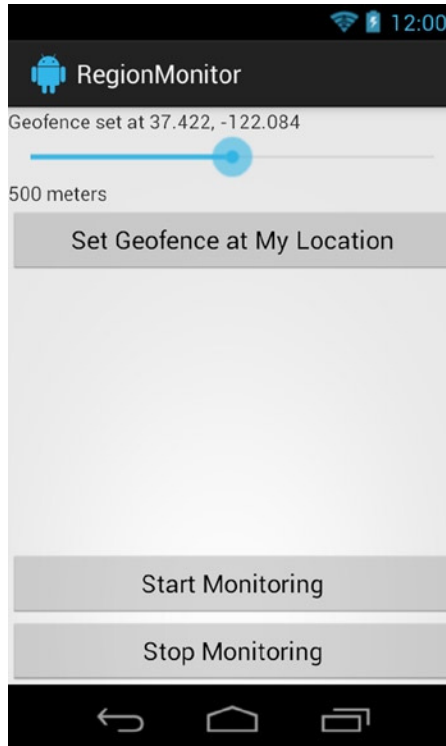 12:00
RegionMonitor
Geofence set at 37.422, -122.084
500 meters
Set Geofence at My Location
Start Monitoring
Stop Monitoring